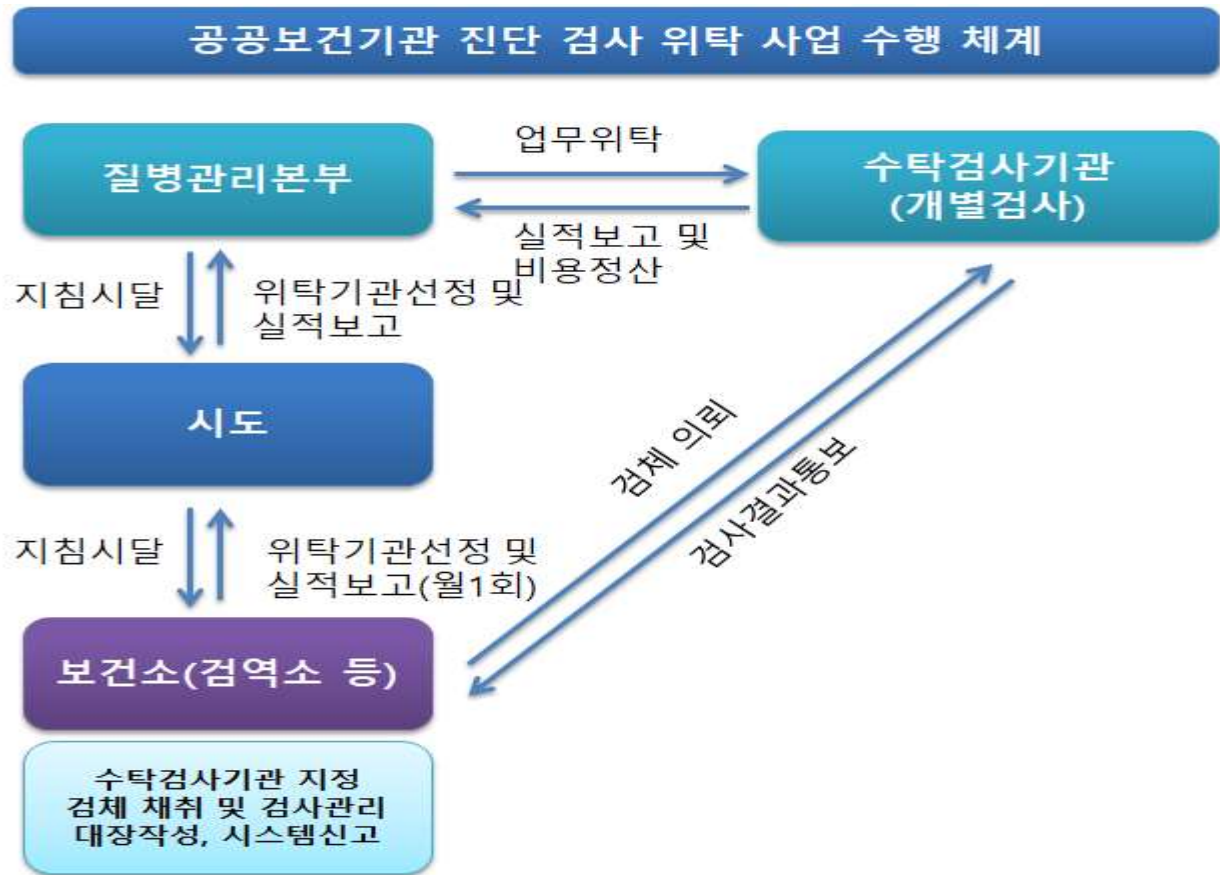 공공보건기관 진단 검사 위탁 사업 수행 체계
질병관리본부
업무위탁
수탁검사기관
(개별검사)
실적보고 및
비용정산
지침시달
위탁기관선정 및
실적보고
시도
검체 의뢰
검사결과통보
지침시달
위탁기관선정 및
실적보고(월1회)
보건소(검역소 등)
수탁검사기관 지정
검체 채취 및 검사관리
대장작성, 시스템신고